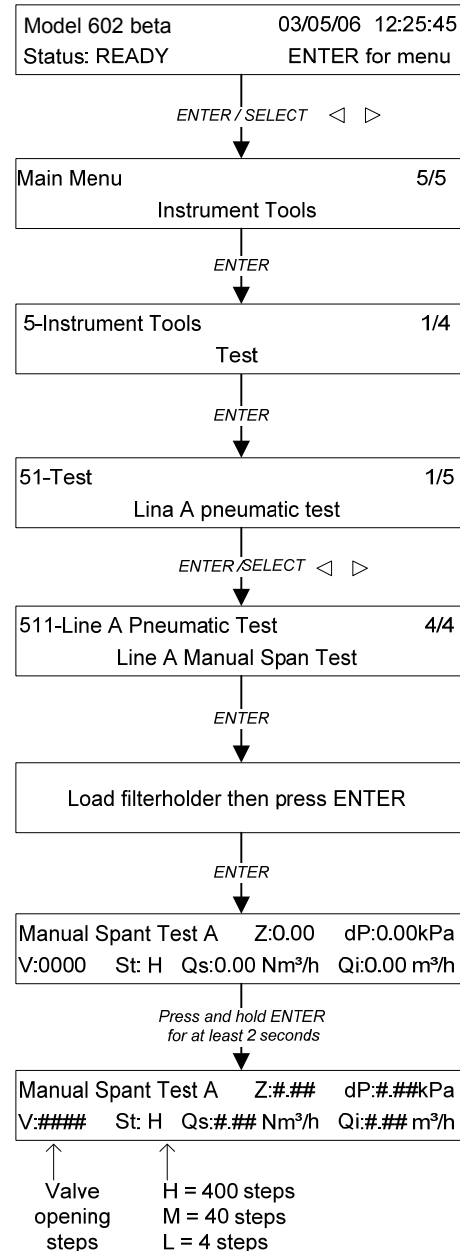 Model 602 beta 03/05/06 12:25:45
Status: READY ENTER for menu
ENTER / SELECT ◁ ▷
Main Menu 5/5
Instrument Tools
ENTER
5-Instrument Tools 1/4
Test
ENTER
51-Test 1/5
Lina A pneumatic test
ENTER/SELECT ◁ ▷
511-Line A Pneumatic Test 4/4
Line A Manual Span Test
ENTER
Load filterholder then press ENTER
ENTER
Manual Spant Test A Z:0.00 dP:0.00kPa
V:0000 St: H Qs:0.00 Nm³/h Qi:0.00 m³/h
Press and hold ENTER
for at least 2 seconds
Manual Spant Test A Z:#.## dP:#.##kPa
V:#### St: H Qs:#.## Nm³/h Qi:#.## m³/h
Valve
opening
steps
H = 400 steps
M = 40 steps
L = 4 steps